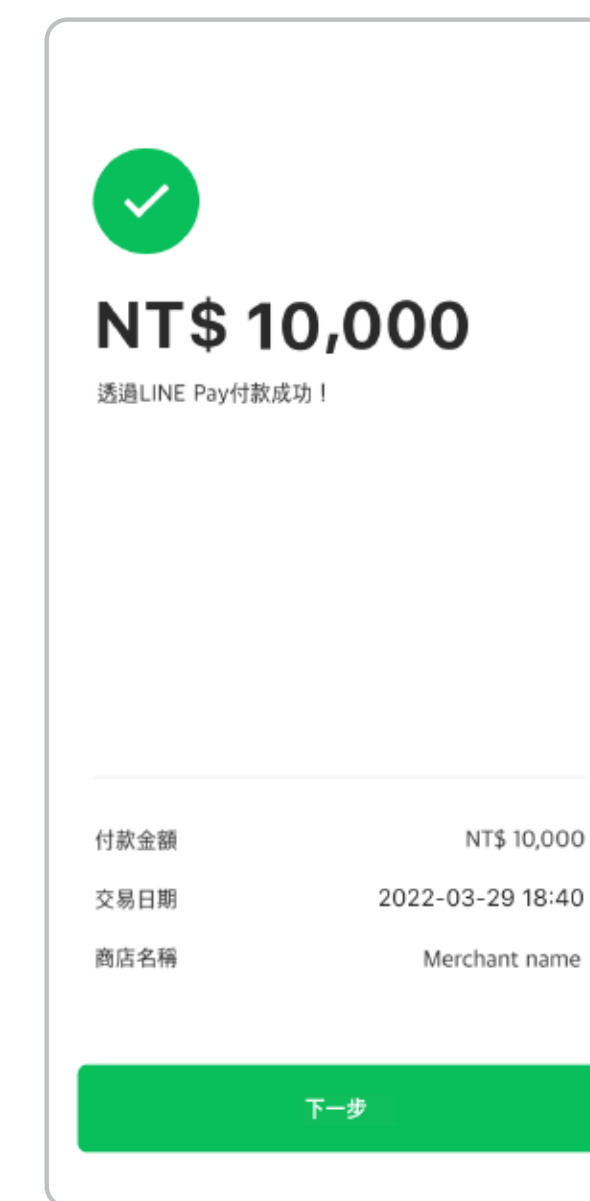 NT$ 10,000
透過LINE Pay付款成功！
付款金額 NT$ 10,000
交易日期 2022-03-29 18:40
商店名稱 Merchant name
下一步